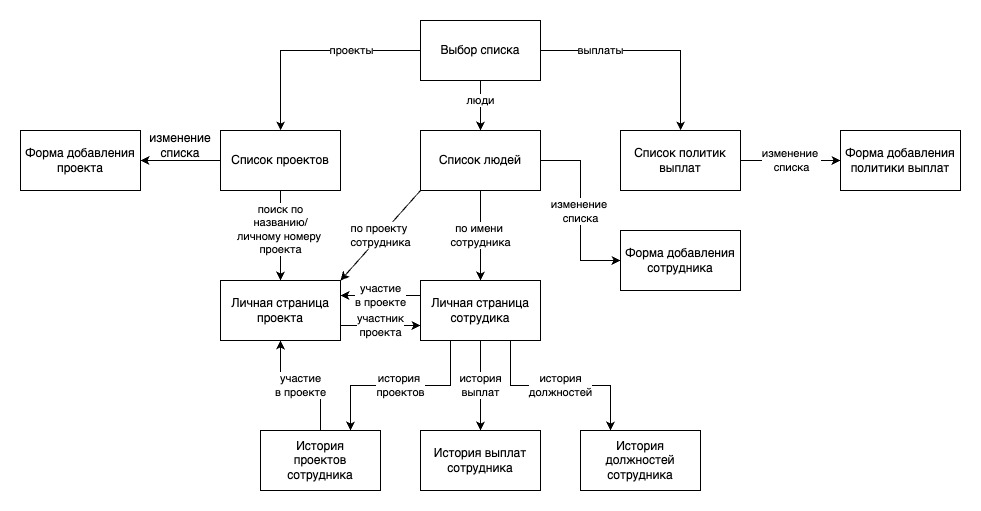 Выбор списка
проекты
выплаты
люди
Форма добавления
проекта
изменение
списка
Список проектов
Список людей
Список политик
выплат
изменение
списка
Форма добавления
политики выплат
поиск по
названию/
личному номеру
проекта
по проекту
сотрудника
по имени
сотрудника
изменение
списка
Форма добавления
сотрудника
Личная страница
проекта
участие
в проекте
участник
проекта
Личная страница
сотрудика
участие
в проекте
история
проектов
история
выплат
история
должностей
История
проектов
сотрудника
История выплат
сотрудника
История
должностей
сотрудника